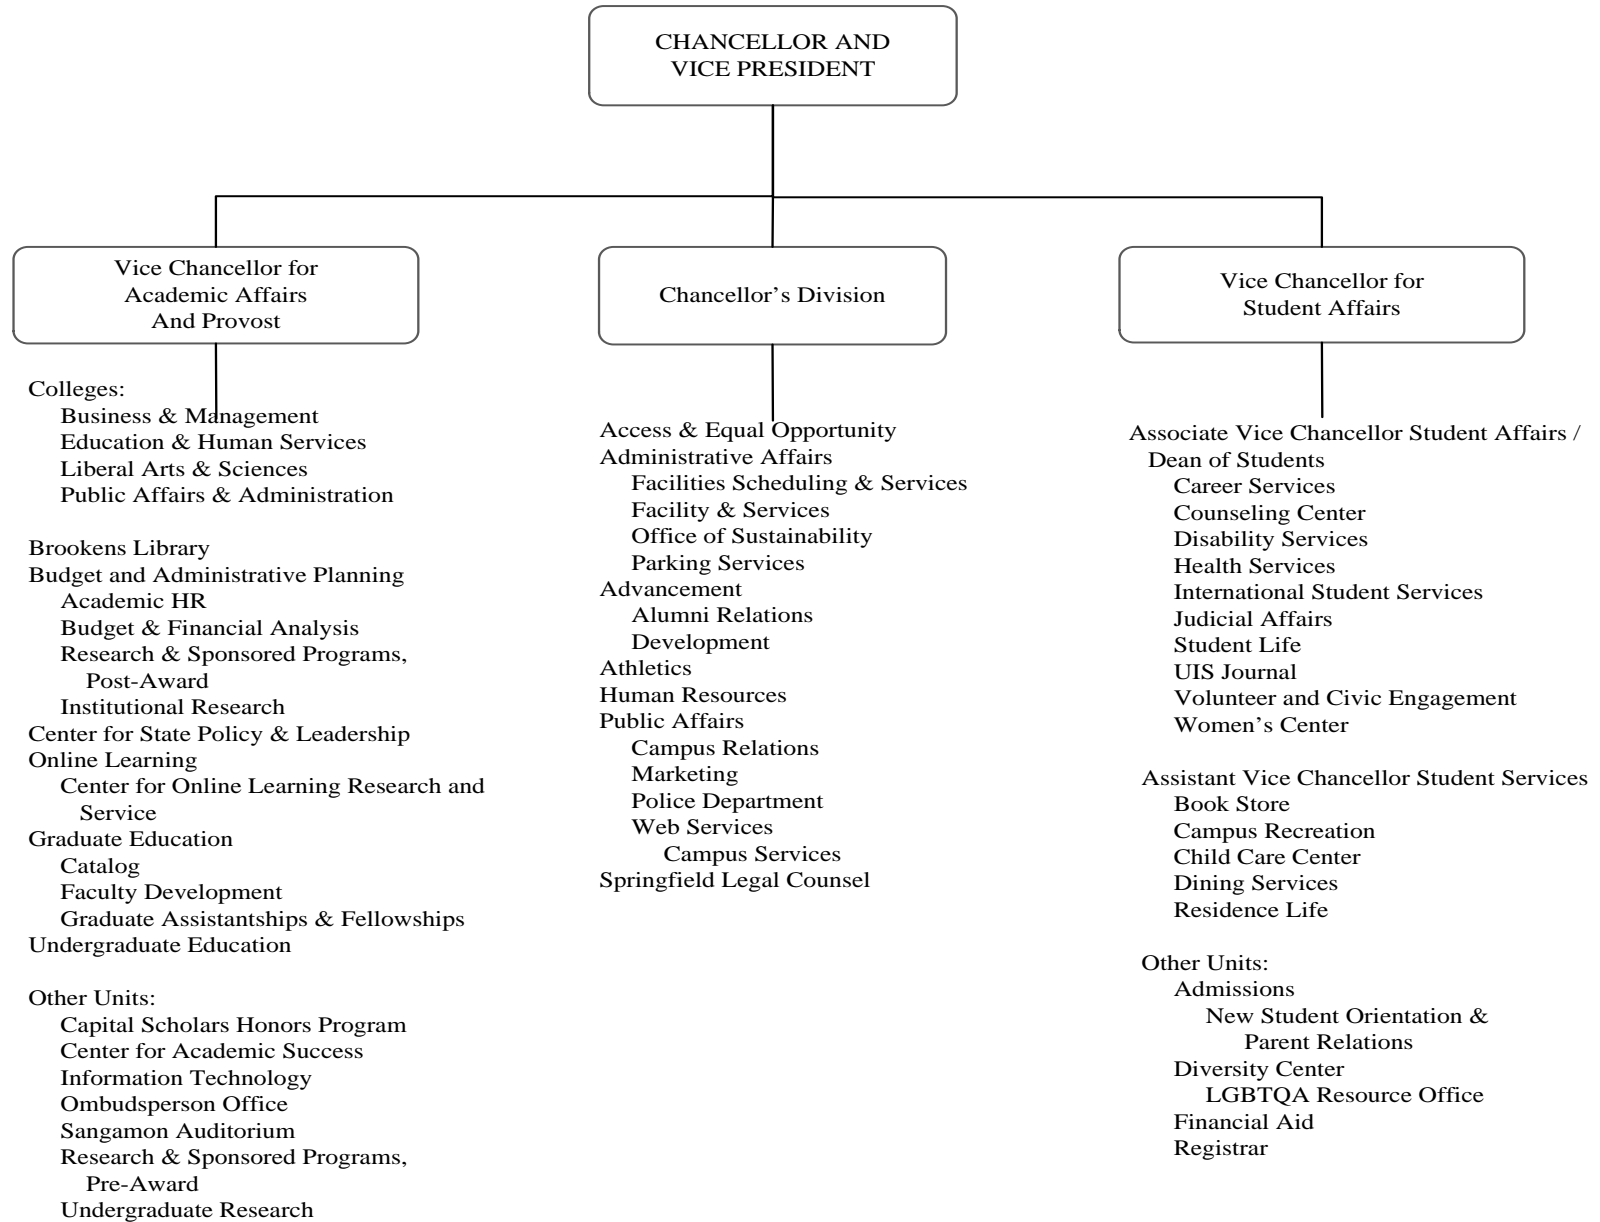 CHANCELLOR AND
VICE PRESIDENT
Vice Chancellor for
Academic Affairs
And Provost
Colleges:
Business & Management
Education & Human Services
Liberal Arts & Sciences
Public Affairs & Administration
Brookens Library
Budget and Administrative Planning
Academic HR
Budget & Financial Analysis
Research & Sponsored Programs,
Post-Award
Institutional Research
Center for State Policy & Leadership
Online Learning
Center for Online Learning Research and
Service
Graduate Education
Catalog
Faculty Development
Graduate Assistantships & Fellowships
Undergraduate Education
Other Units:
Capital Scholars Honors Program
Center for Academic Success
Information Technology
Ombudsperson Office
Sangamon Auditorium
Research & Sponsored Programs,
Pre-Award
Undergraduate Research
Chancellor’s Division
Access & Equal Opportunity
Administrative Affairs
Facilities Scheduling & Services
Facility & Services
Office of Sustainability
Parking Services
Advancement
Alumni Relations
Development
Athletics
Human Resources
Public Affairs
Campus Relations
Marketing
Police Department
Web Services
Campus Services
Springfield Legal Counsel
Vice Chancellor for
Student Affairs
Associate Vice Chancellor Student Affairs /
Dean of Students
Career Services
Counseling Center
Disability Services
Health Services
International Student Services
Judicial Affairs
Student Life
UIS Journal
Volunteer and Civic Engagement
Women’s Center
Assistant Vice Chancellor Student Services
Book Store
Campus Recreation
Child Care Center
Dining Services
Residence Life
Other Units:
Admissions
New Student Orientation &
Parent Relations
Diversity Center
LGBTQA Resource Office
Financial Aid
Registrar